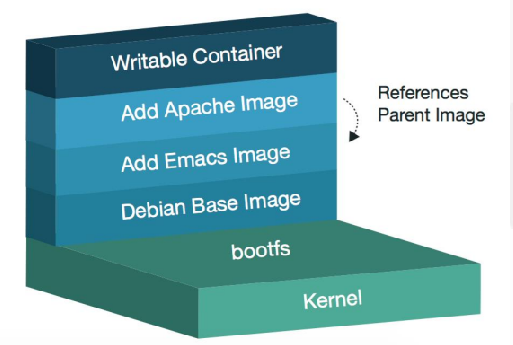 Writable Container
Add Apache Image
References
Parent Image
Add Emacs Image
Debian Base Image
bootfs
Kernel